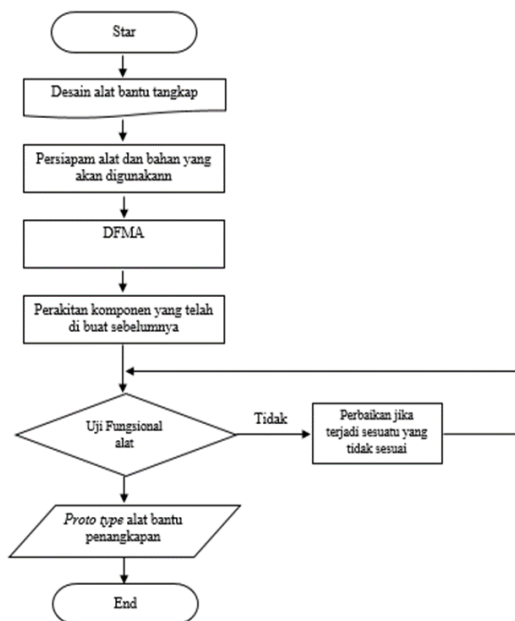 Star
Desain alat bantu tangkap
Persiapam alat dan bahan yang
akan digunakann
DFMA
Perakitan komponen yang telah
di buat sebelumnya
Uji Fungsional
alat
Tidak
Perbaikan jika
terjadi sesuatu yang
tidak sesuai
Proto type alat bantu
penangkapan
End